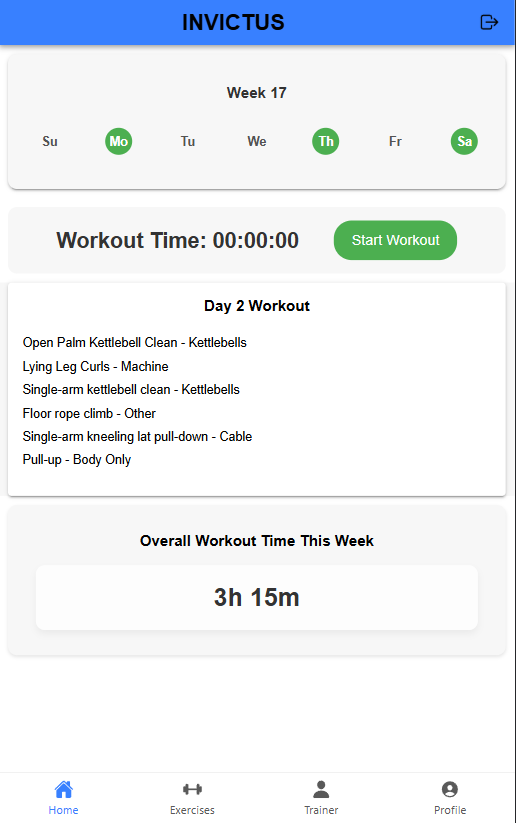 INVICTUS
Week 17
Su Mo Tu We Th Fr Sa
Workout Time: 00:00:00 Start Workout
Day 2 Workout
Open Palm Kettlebell Clean - Kettlebells
Lying Leg Curls - Machine
Single-arm kettlebell clean - Kettlebells
Floor rope climb - Other
Single-arm kneeling lat pull-down - Cable
Pull-up - Body Only
Overall Workout Time This Week
3h 15m
Home Exercises Trainer Profile